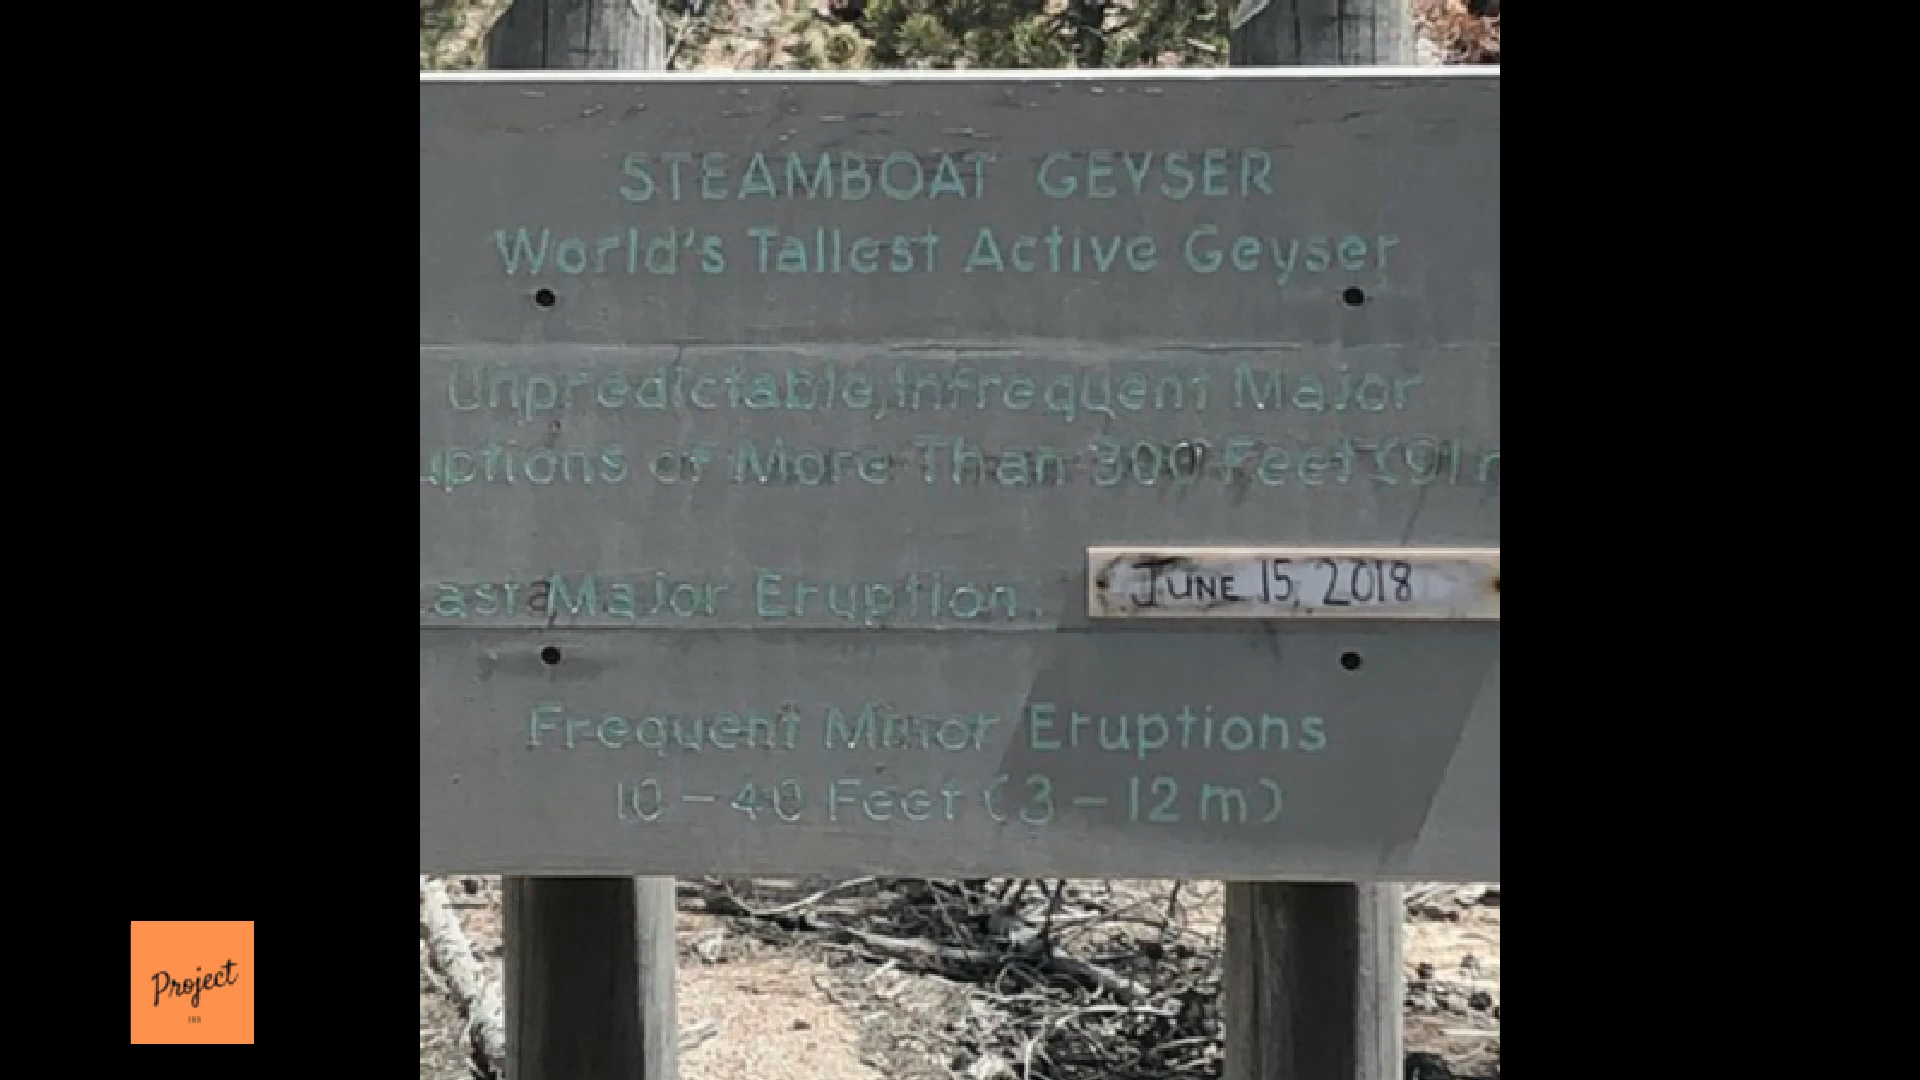 STEAMBOAT GEYSER
World's Tallest Active Geyser
Unpredictable, Infrequent Major
uptions of More Than 300 Feet (91 m
ast Major Eruption: JUNE 15, 2018
Frequent Minor Eruptions
10 – 40 Feet (3 – 12 m)
Project